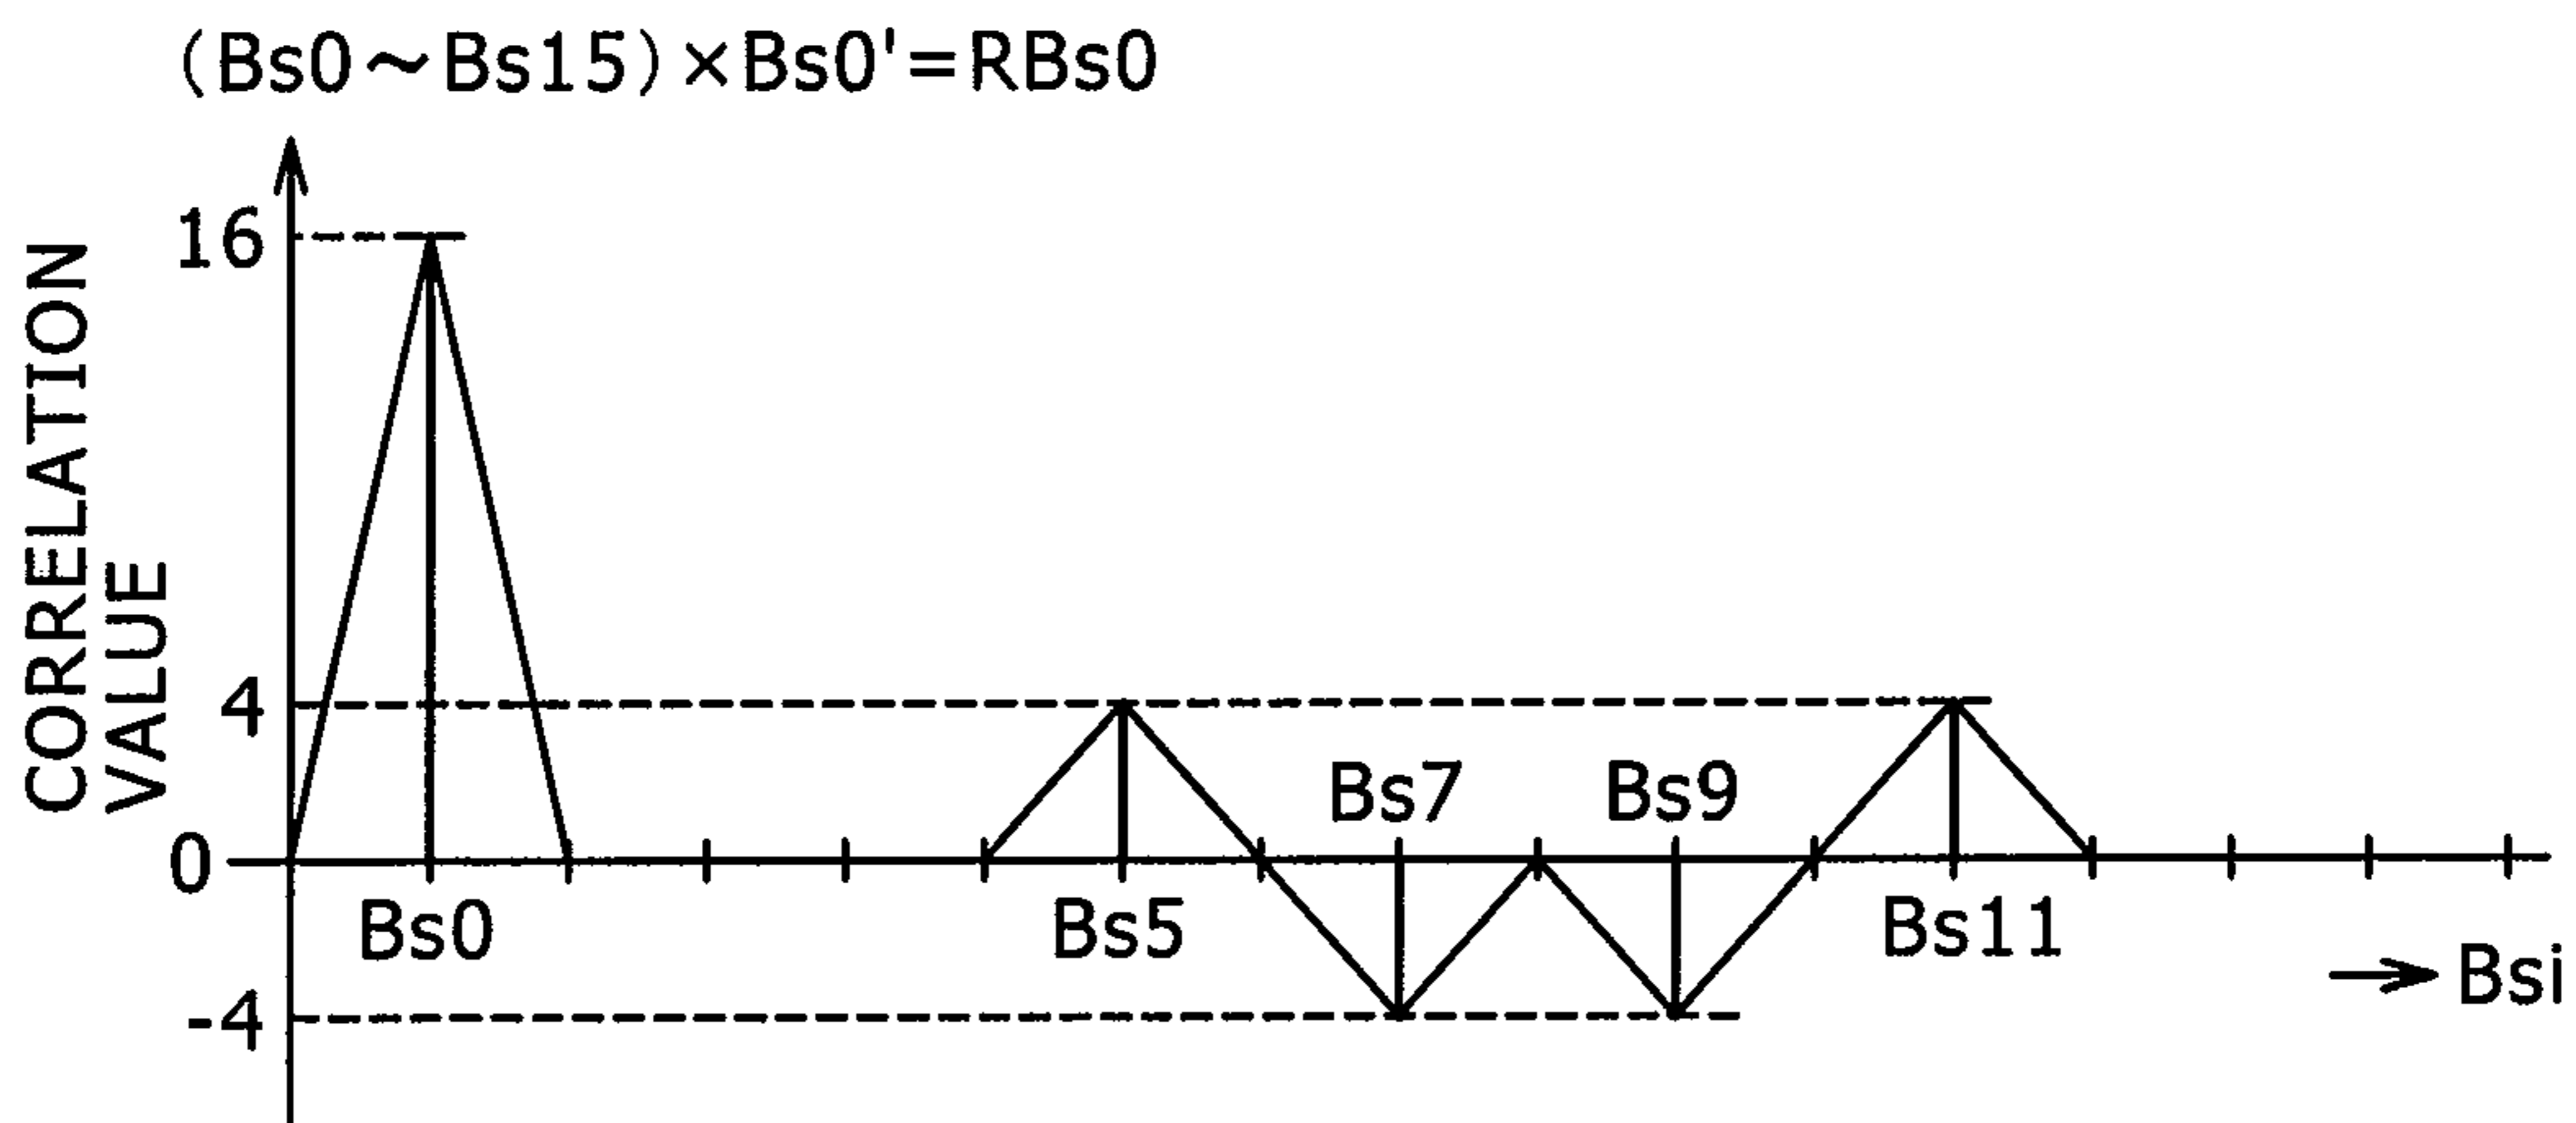 (Bs0～Bs15)×Bs0'=RBs0
CORRELATION
VALUE
16
4
0
-4
Bs0
Bs5
Bs7
Bs9
Bs11
→ Bsi